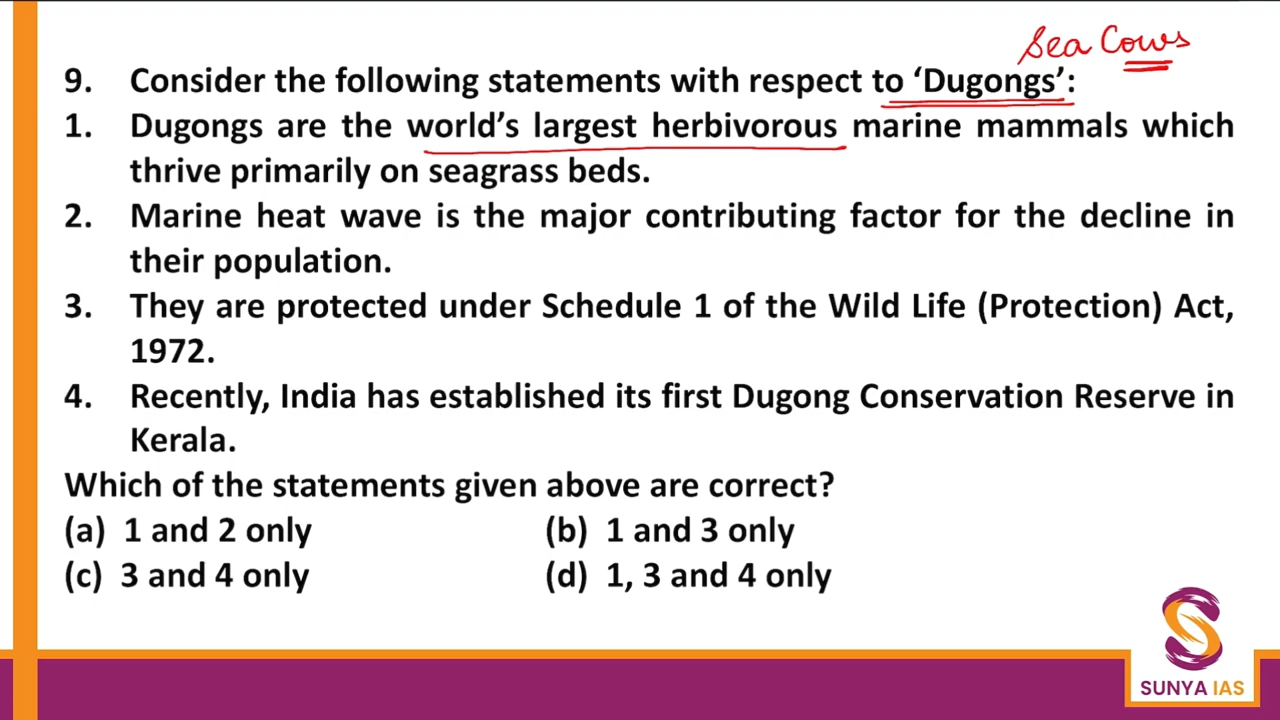 Sea Cows
9. Consider the following statements with respect to ‘Dugongs’:
1. Dugongs are the world’s largest herbivorous marine mammals which
thrive primarily on seagrass beds.
2. Marine heat wave is the major contributing factor for the decline in
their population.
3. They are protected under Schedule 1 of the Wild Life (Protection) Act,
1972.
4. Recently, India has established its first Dugong Conservation Reserve in
Kerala.
Which of the statements given above are correct?
(a) 1 and 2 only (b) 1 and 3 only
(c) 3 and 4 only (d) 1, 3 and 4 only
SUNYA IAS